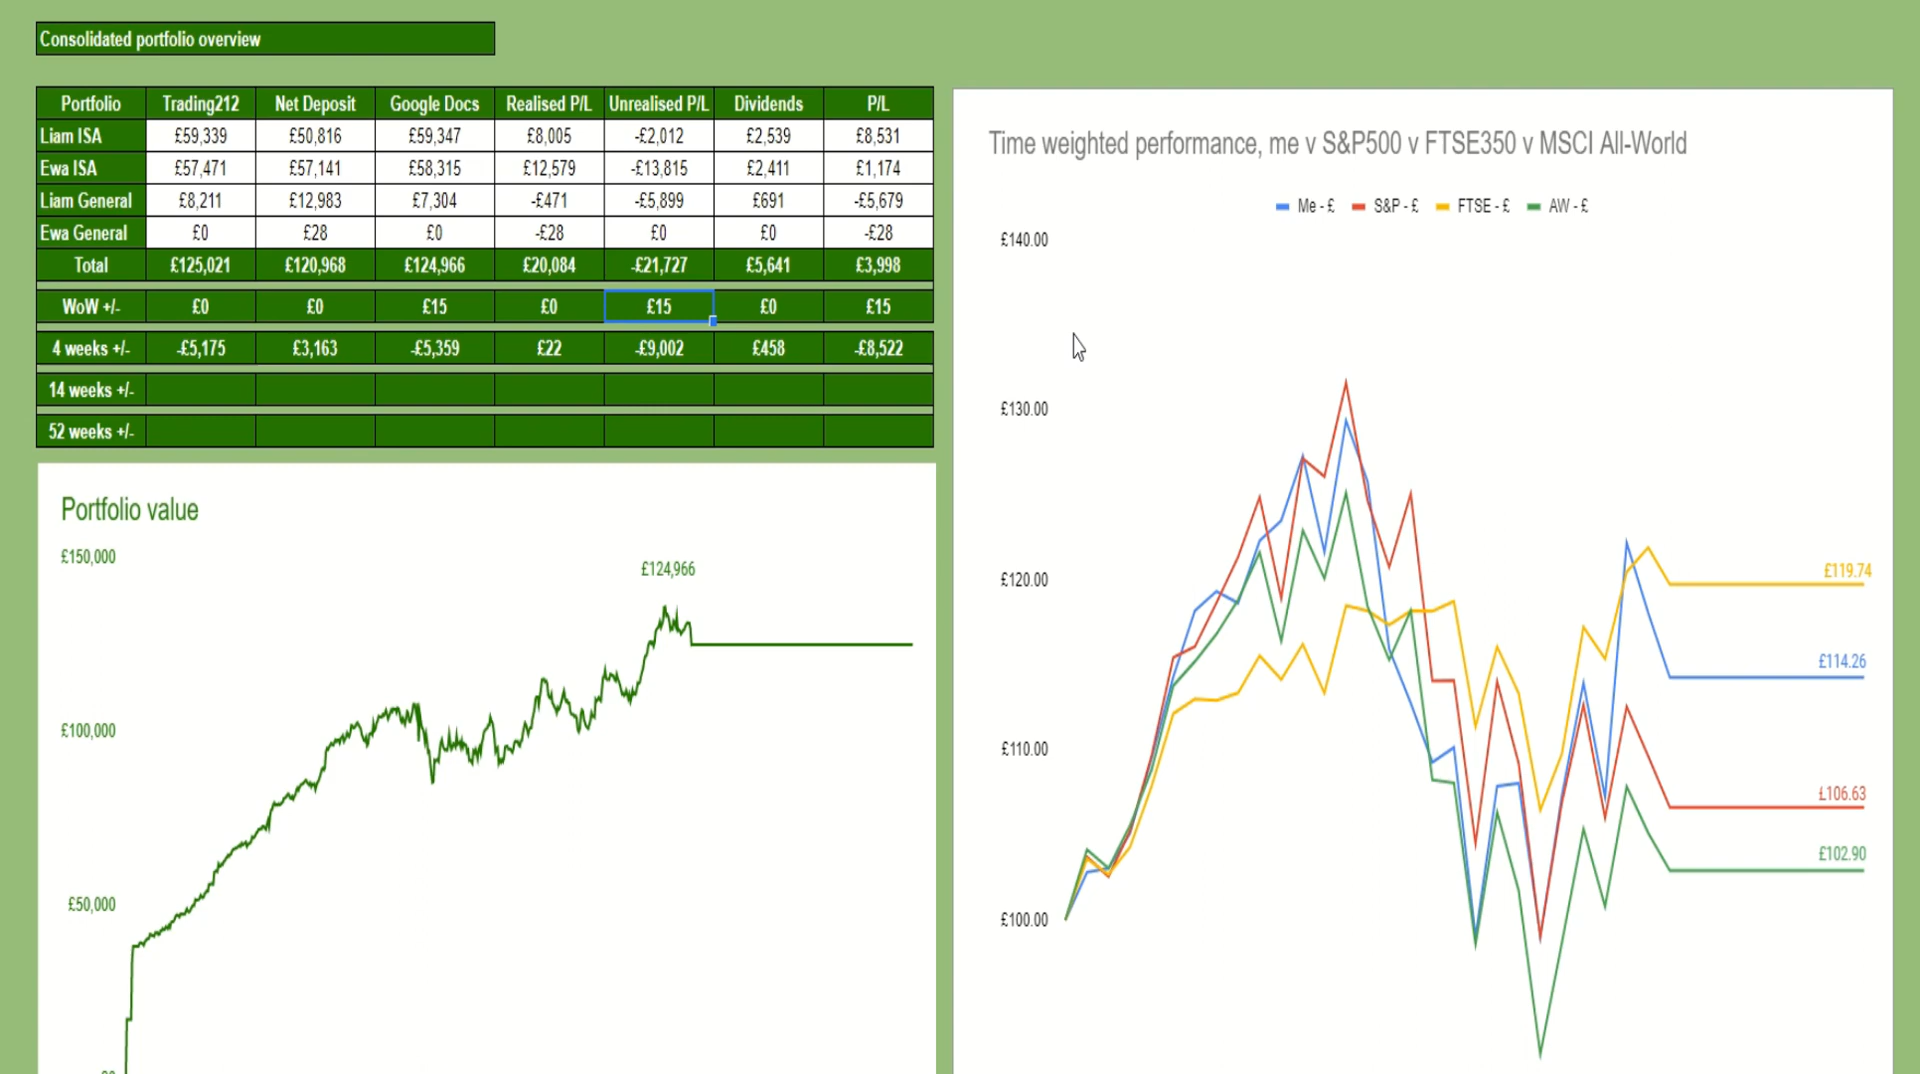 Consolidated portfolio overview
Portfolio Trading212 Net Deposit Google Docs Realised P/L Unrealised P/L Dividends P/L
Liam ISA £59,339 £50,816 £59,347 £8,005 -£2,012 £2,539 £8,531
Ewa ISA £57,471 £57,141 £58,315 £12,579 -£13,815 £2,411 £1,174
Liam General £8,211 £12,983 £7,304 -£471 -£5,899 £691 -£5,679
Ewa General £0 £28 £0 -£28 £0 £0 -£28
Total £125,021 £120,968 £124,966 £20,084 -£21,727 £5,641 £3,998
WoW +/- £0 £0 £15 £0 £15 £0 £15
4 weeks +/- -£5,175 £3,163 -£5,359 £22 -£9,002 £458 -£8,522
14 weeks +/-
52 weeks +/-
Portfolio value
£150,000
£124,966
£100,000
£50,000
Time weighted performance, me v S&P500 v FTSE350 v MSCI All-World
Me - £ S&P - £ FTSE - £ AW - £
£140.00
£130.00
£120.00
£110.00
£100.00
£119.74
£114.26
£106.63
£102.90